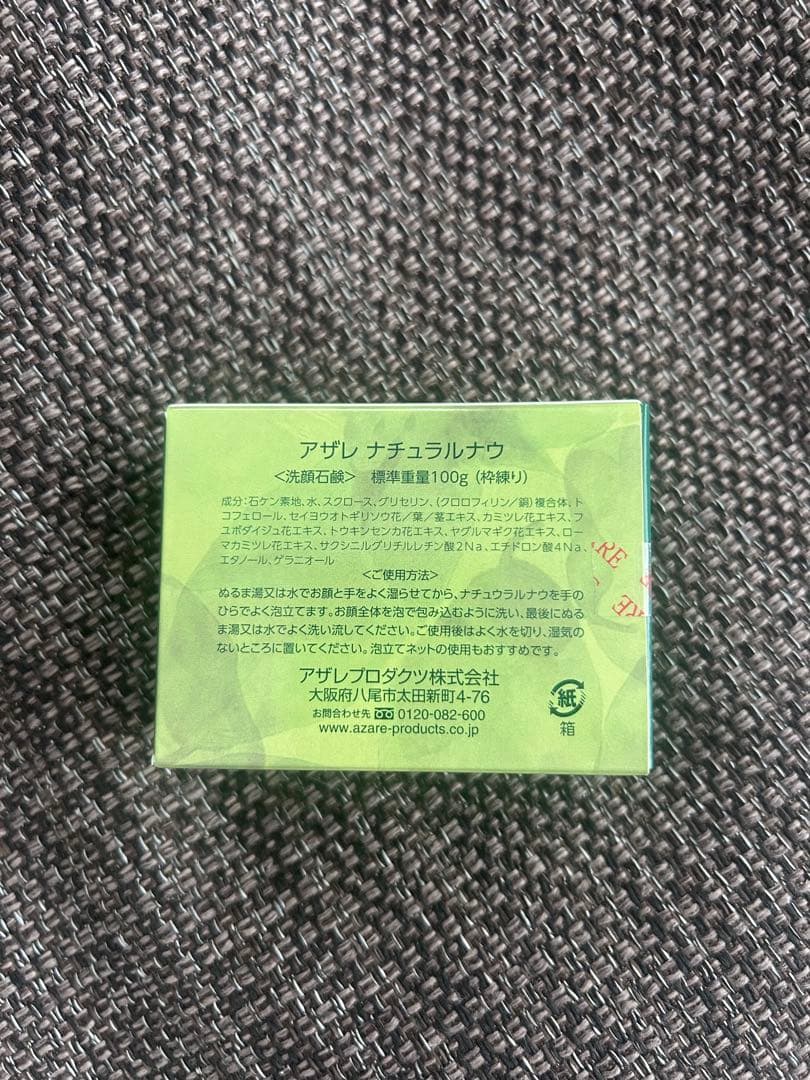 アザレ ナチュラルナウ
＜洗顔石鹸＞ 標準重量100g（枠練り）
成分：石ケン素地、水、スクロース、グリセリン、（クロロフィリン／銅）複合体、ト
コフェロール、セイヨウオトギリソウ花／葉／茎エキス、カミツレ花エキス、フ
ユボダイジュ花エキス、トウキンセンカ花エキス、ヤグルマギク花エキス、ロー
マカミツレ花エキス、サクシニルグリチルレチン酸2Na、エチドロン酸4Na、
エタノール、ゲラニオール
＜ご使用方法＞
ぬるま湯又は水でお顔と手をよく湿らせてから、ナチュウラルナウを手の
ひらでよく泡立てます。お顔全体を泡で包み込むように洗い、最後にぬる
ま湯又は水でよく洗い流してください。ご使用後はよく水を切り、湿気の
ないところに置いてください。泡立てネットの使用もおすすめです。
アザレプロダクツ株式会社
大阪府八尾市太田新町4-76
お問合わせ先 0120-082-600
www.azare-products.co.jp
紙
箱
ARE
RE